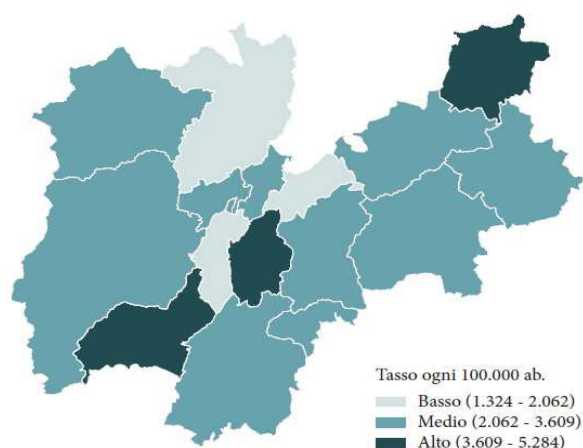 Tasso ogni 100.000 ab.
Basso (1.324 - 2.062)
Medio (2.062 - 3.609)
Alto (3.609 - 5.284)